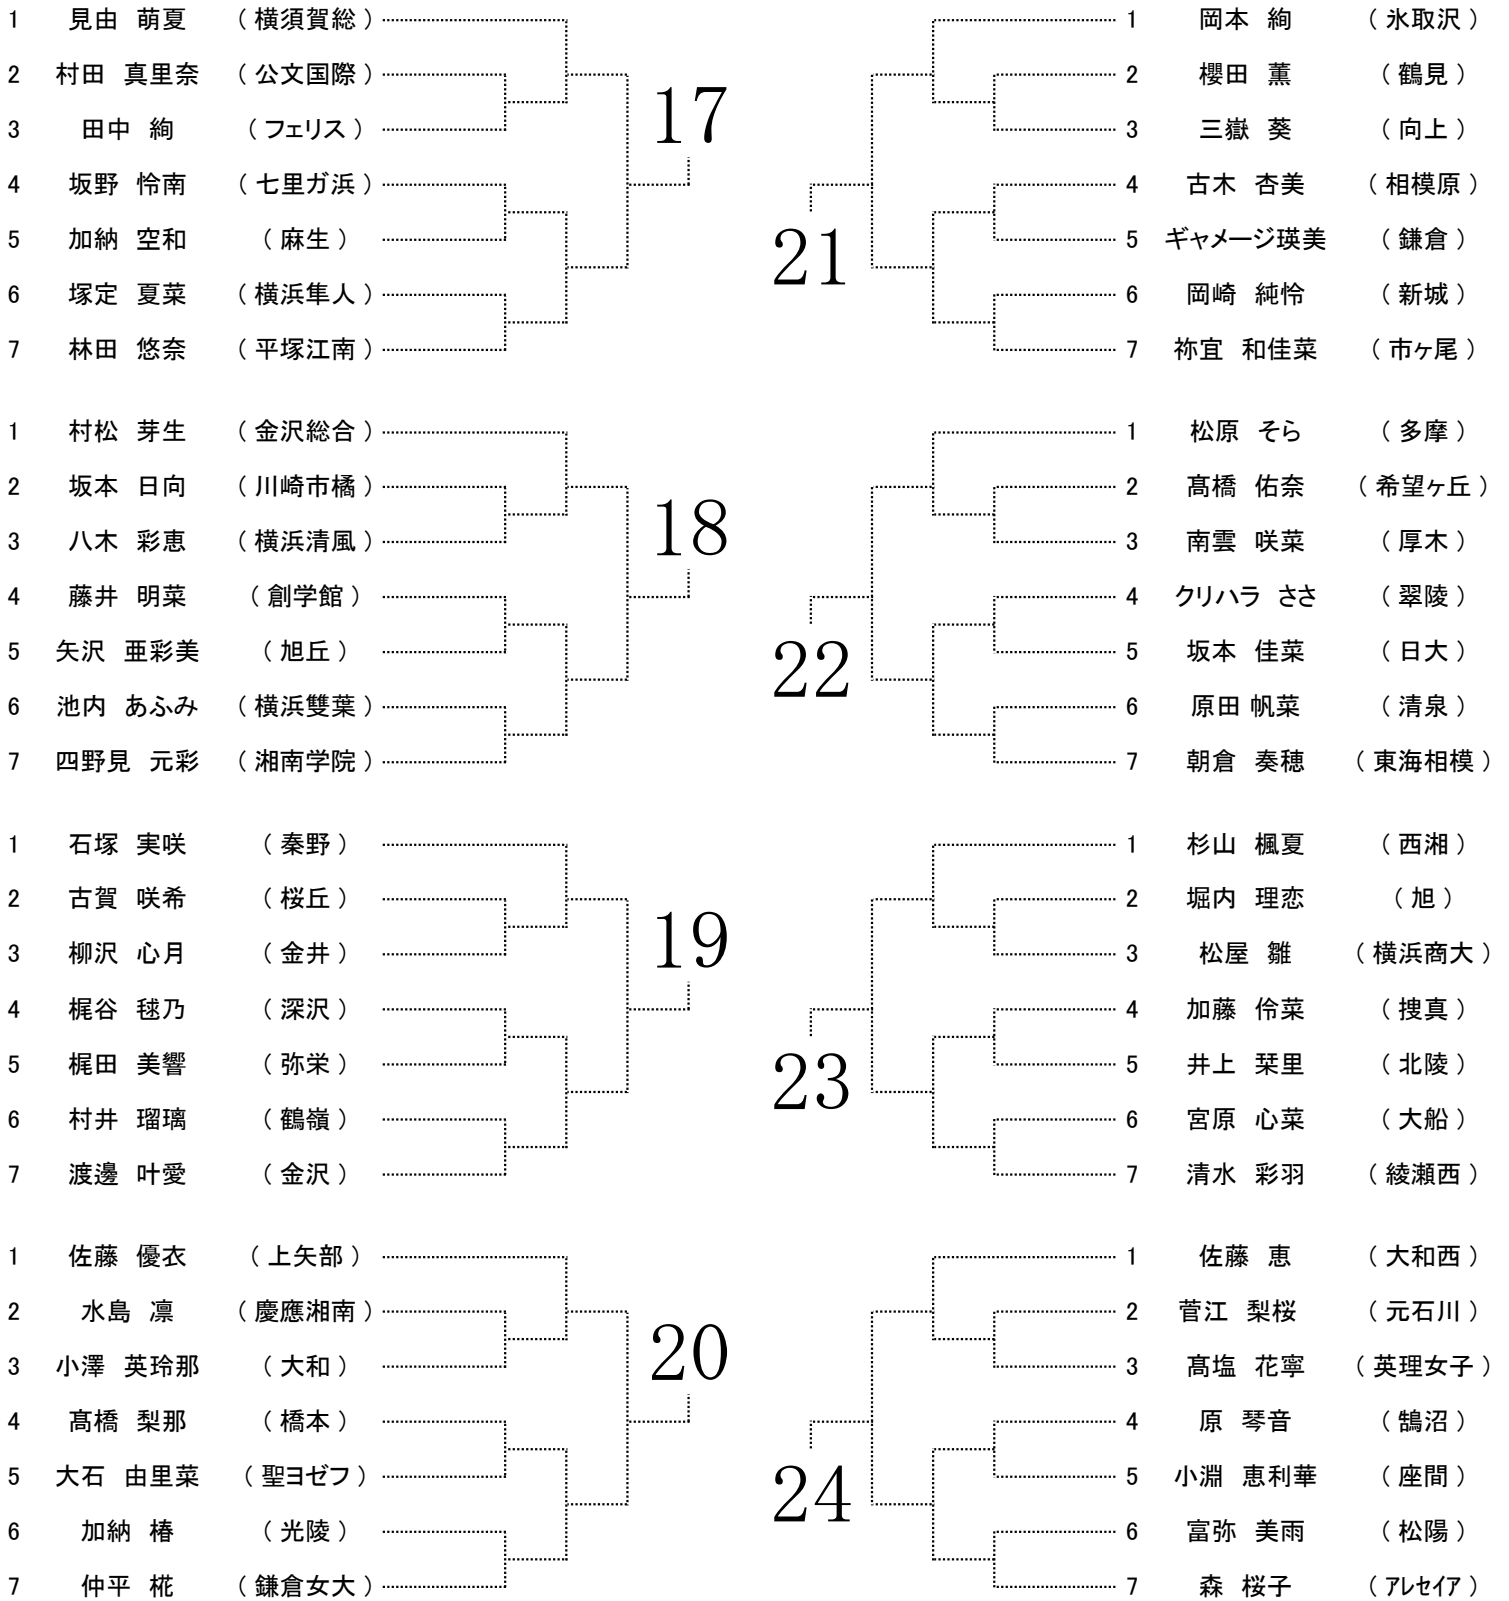 1 見由 萌夏 （ 横須賀総 ）
2 村田 真里奈 （ 公文国際 ）
3 田中 絢 （ フェリス ）
17
4 坂野 怜南 （ 七里ガ浜 ）
5 加納 空和 （ 麻生 ）
6 塚定 夏菜 （ 横浜隼人 ）
7 林田 悠奈 （ 平塚江南 ）
1 村松 芽生 （ 金沢総合 ）
2 坂本 日向 （ 川崎市橘 ）
3 八木 彩恵 （ 横浜清風 ）
18
4 藤井 明菜 （ 創学館 ）
5 矢沢 亜彩美 （ 旭丘 ）
6 池内 あふみ （ 横浜雙葉 ）
7 四野見 元彩 （ 湘南学院 ）
1 石塚 実咲 （ 秦野 ）
2 古賀 咲希 （ 桜丘 ）
3 柳沢 心月 （ 金井 ）
19
4 梶谷 毬乃 （ 深沢 ）
5 梶田 美響 （ 弥栄 ）
6 村井 瑠璃 （ 鶴嶺 ）
7 渡邊 叶愛 （ 金沢 ）
1 佐藤 優衣 （ 上矢部 ）
2 水島 凛 （ 慶應湘南 ）
3 小澤 英玲那 （ 大和 ）
20
4 髙橋 梨那 （ 橋本 ）
5 大石 由里菜 （ 聖ヨゼフ ）
6 加納 椿 （ 光陵 ）
7 仲平 椛 （ 鎌倉女大 ）
1 岡本 絢 （ 氷取沢 ）
2 櫻田 薫 （ 鶴見 ）
3 三嶽 葵 （ 向上 ）
4 古木 杏美 （ 相模原 ）
21
5 ギャメージ瑛美 （ 鎌倉 ）
6 岡崎 純怜 （ 新城 ）
7 祢宜 和佳菜 （ 市ヶ尾 ）
1 松原 そら （ 多摩 ）
2 髙橋 佑奈 （ 希望ヶ丘 ）
3 南雲 咲菜 （ 厚木 ）
4 クリハラ ささ （ 翠陵 ）
22
5 坂本 佳菜 （ 日大 ）
6 原田 帆菜 （ 清泉 ）
7 朝倉 奏穂 （ 東海相模 ）
1 杉山 楓夏 （ 西湘 ）
2 堀内 理恋 （ 旭 ）
3 松屋 雛 （ 横浜商大 ）
4 加藤 伶菜 （ 捜真 ）
23
5 井上 栞里 （ 北陵 ）
6 宮原 心菜 （ 大船 ）
7 清水 彩羽 （ 綾瀬西 ）
1 佐藤 恵 （ 大和西 ）
2 菅江 梨桜 （ 元石川 ）
3 髙塩 花寧 （ 英理女子 ）
4 原 琴音 （ 鵠沼 ）
24
5 小淵 恵利華 （ 座間 ）
6 富弥 美雨 （ 松陽 ）
7 森 桜子 （ アレセイア ）